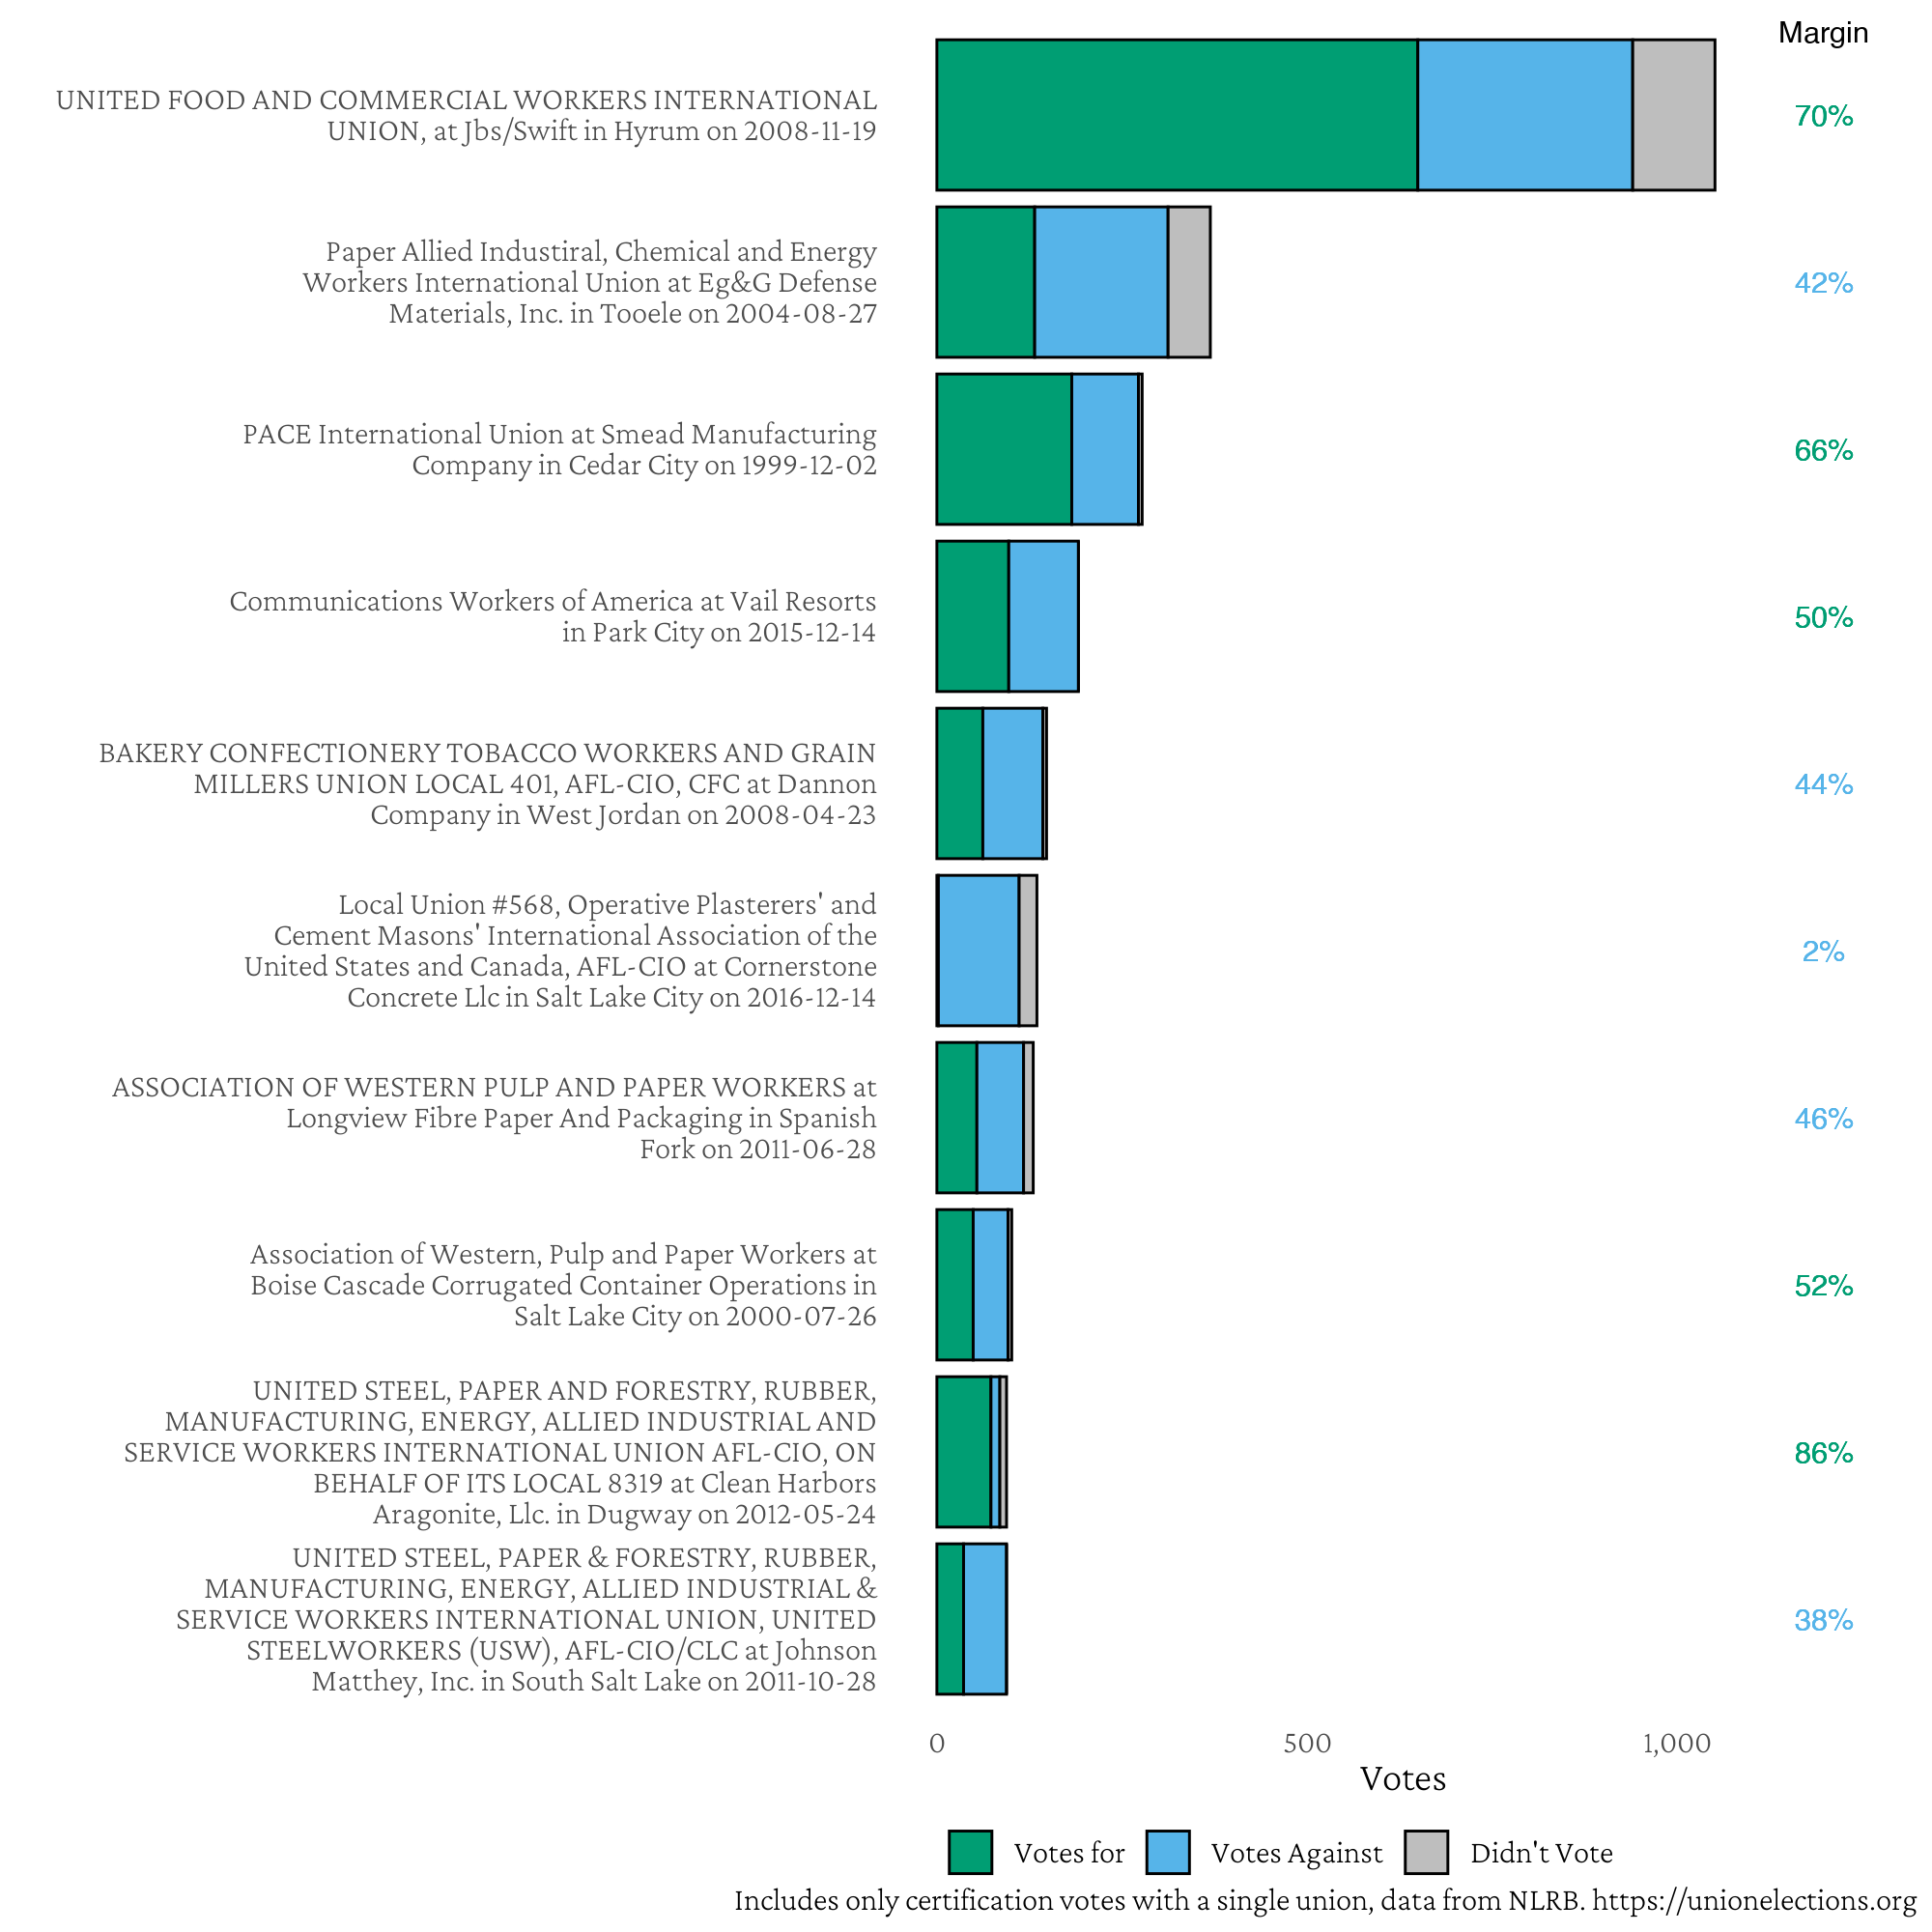 Margin
UNITED FOOD AND COMMERCIAL WORKERS INTERNATIONAL
UNION, at Jbs/Swift in Hyrum on 2008-11-19
70%
Paper Allied Industiral, Chemical and Energy
Workers International Union at Eg&G Defense
Materials, Inc. in Tooele on 2004-08-27
42%
PACE International Union at Smead Manufacturing
Company in Cedar City on 1999-12-02
66%
Communications Workers of America at Vail Resorts
in Park City on 2015-12-14
50%
BAKERY CONFECTIONERY TOBACCO WORKERS AND GRAIN
MILLERS UNION LOCAL 401, AFL-CIO, CFC at Dannon
Company in West Jordan on 2008-04-23
44%
Local Union #568, Operative Plasterers' and
Cement Masons' International Association of the
United States and Canada, AFL-CIO at Cornerstone
Concrete Llc in Salt Lake City on 2016-12-14
2%
ASSOCIATION OF WESTERN PULP AND PAPER WORKERS at
Longview Fibre Paper And Packaging in Spanish
Fork on 2011-06-28
46%
Association of Western, Pulp and Paper Workers at
Boise Cascade Corrugated Container Operations in
Salt Lake City on 2000-07-26
52%
UNITED STEEL, PAPER AND FORESTRY, RUBBER,
MANUFACTURING, ENERGY, ALLIED INDUSTRIAL AND
SERVICE WORKERS INTERNATIONAL UNION AFL-CIO, ON
BEHALF OF ITS LOCAL 8319 at Clean Harbors
Aragonite, Llc. in Dugway on 2012-05-24
86%
UNITED STEEL, PAPER & FORESTRY, RUBBER,
MANUFACTURING, ENERGY, ALLIED INDUSTRIAL &
SERVICE WORKERS INTERNATIONAL UNION, UNITED
STEELWORKERS (USW), AFL-CIO/CLC at Johnson
Matthey, Inc. in South Salt Lake on 2011-10-28
38%
0 500 1,000
Votes
Votes for Votes Against Didn't Vote
Includes only certification votes with a single union, data from NLRB. https://unionelections.org